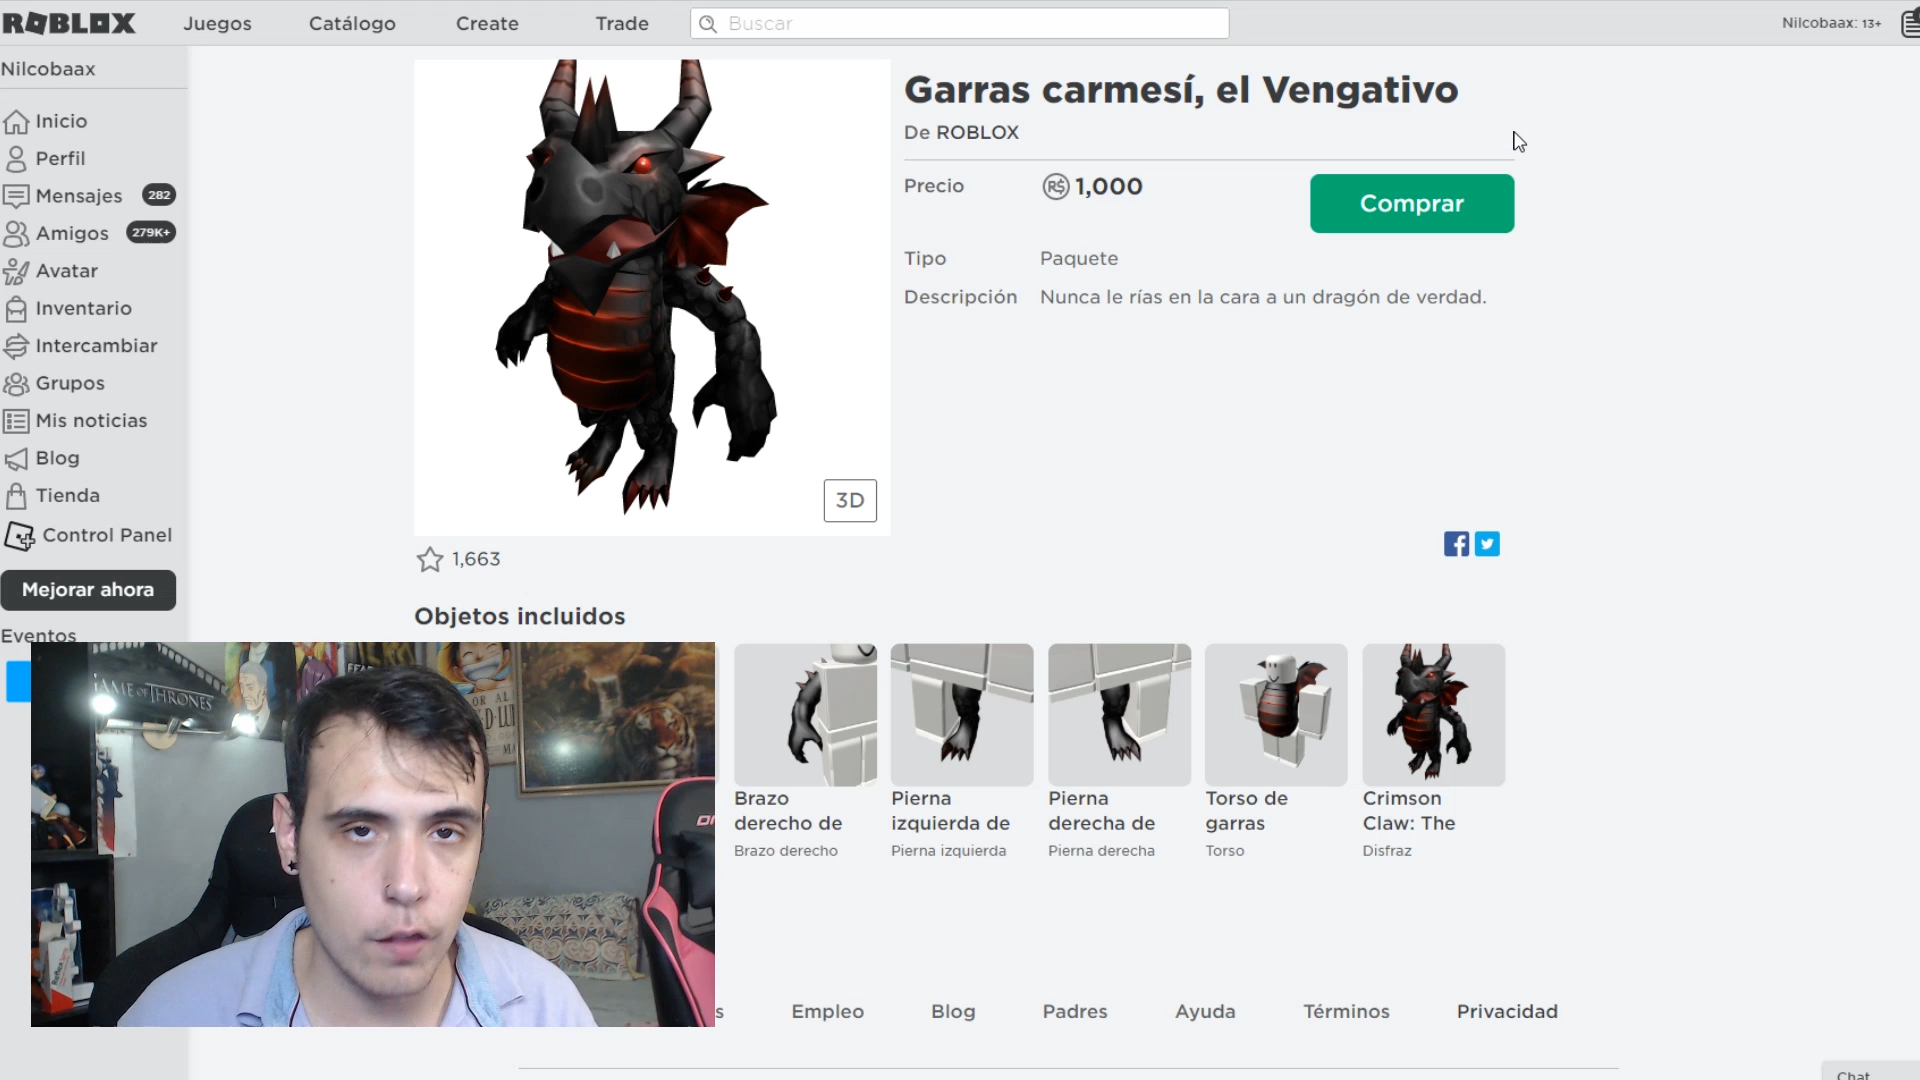 ROBLOX
Juegos
Catálogo
Create
Trade
Buscar
Nilcobaax: 13+
Nilcobaax
Inicio
Perfil
Mensajes 282
Amigos 279K+
Avatar
Inventario
Intercambiar
Grupos
Mis noticias
Blog
Tienda
Control Panel
Mejorar ahora
Eventos
Garras carmesí, el Vengativo
De ROBLOX
Precio
R$ 1,000
Comprar
Tipo
Paquete
Descripción
Nunca le rías en la cara a un dragón de verdad.
3D
1,663
Objetos incluidos
Brazo
derecho de
Brazo derecho
Pierna
izquierda de
Pierna izquierda
Pierna
derecha de
Pierna derecha
Torso de
garras
Torso
Crimson
Claw: The
Disfraz
GAME OF THRONES
s
Empleo
Blog
Padres
Ayuda
Términos
Privacidad
Chat